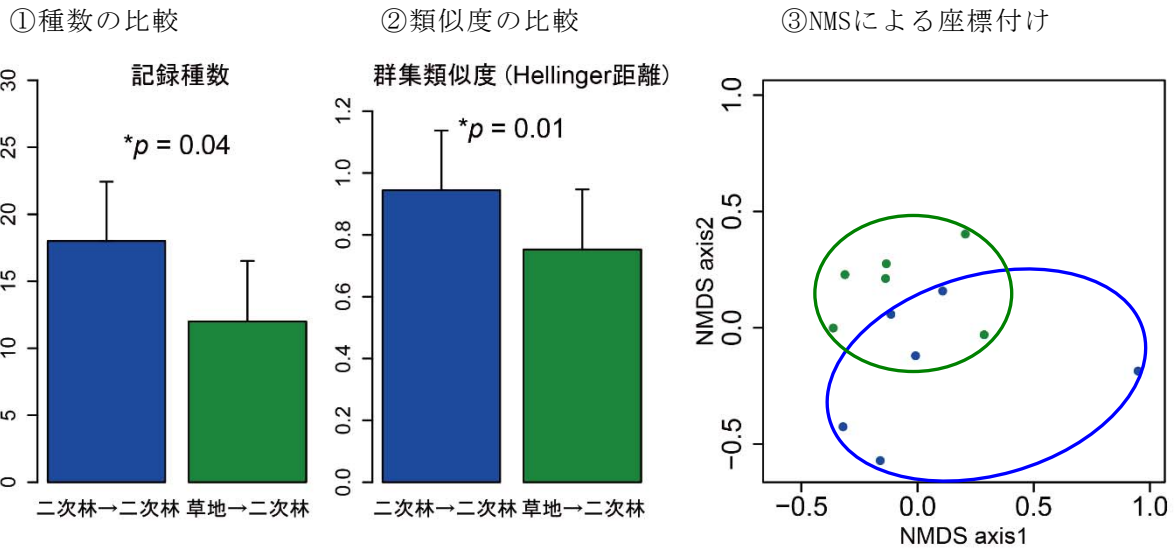 ①種数の比較
②類似度の比較
③NMSによる座標付け
記録種数
*p = 0.04
30
25
20
15
10
5
0
二次林→二次林 草地→二次林
群集類似度 (Hellinger距離)
*p = 0.01
1.2
1.0
0.8
0.6
0.4
0.2
0.0
二次林→二次林 草地→二次林
NMDS axis2
1.0
0.5
0.0
−0.5
−0.5 0.0 0.5 1.0
NMDS axis1